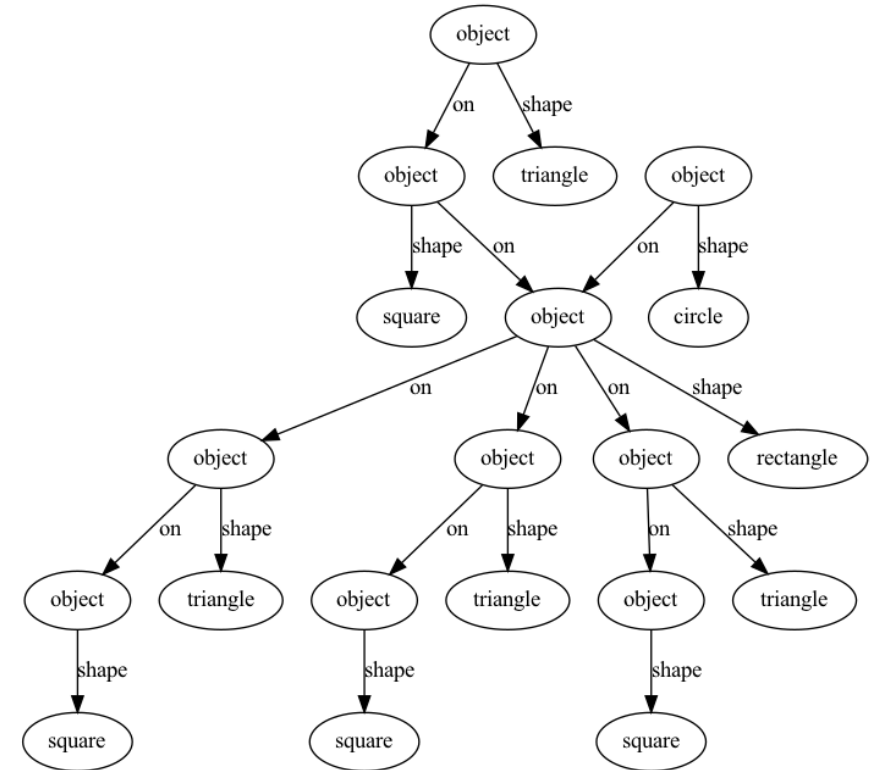 object
on shape
object triangle object
shape on on shape
square object circle
on on on shape
object object object rectangle
on shape on shape on shape
object triangle object triangle object triangle
shape shape shape
square square square